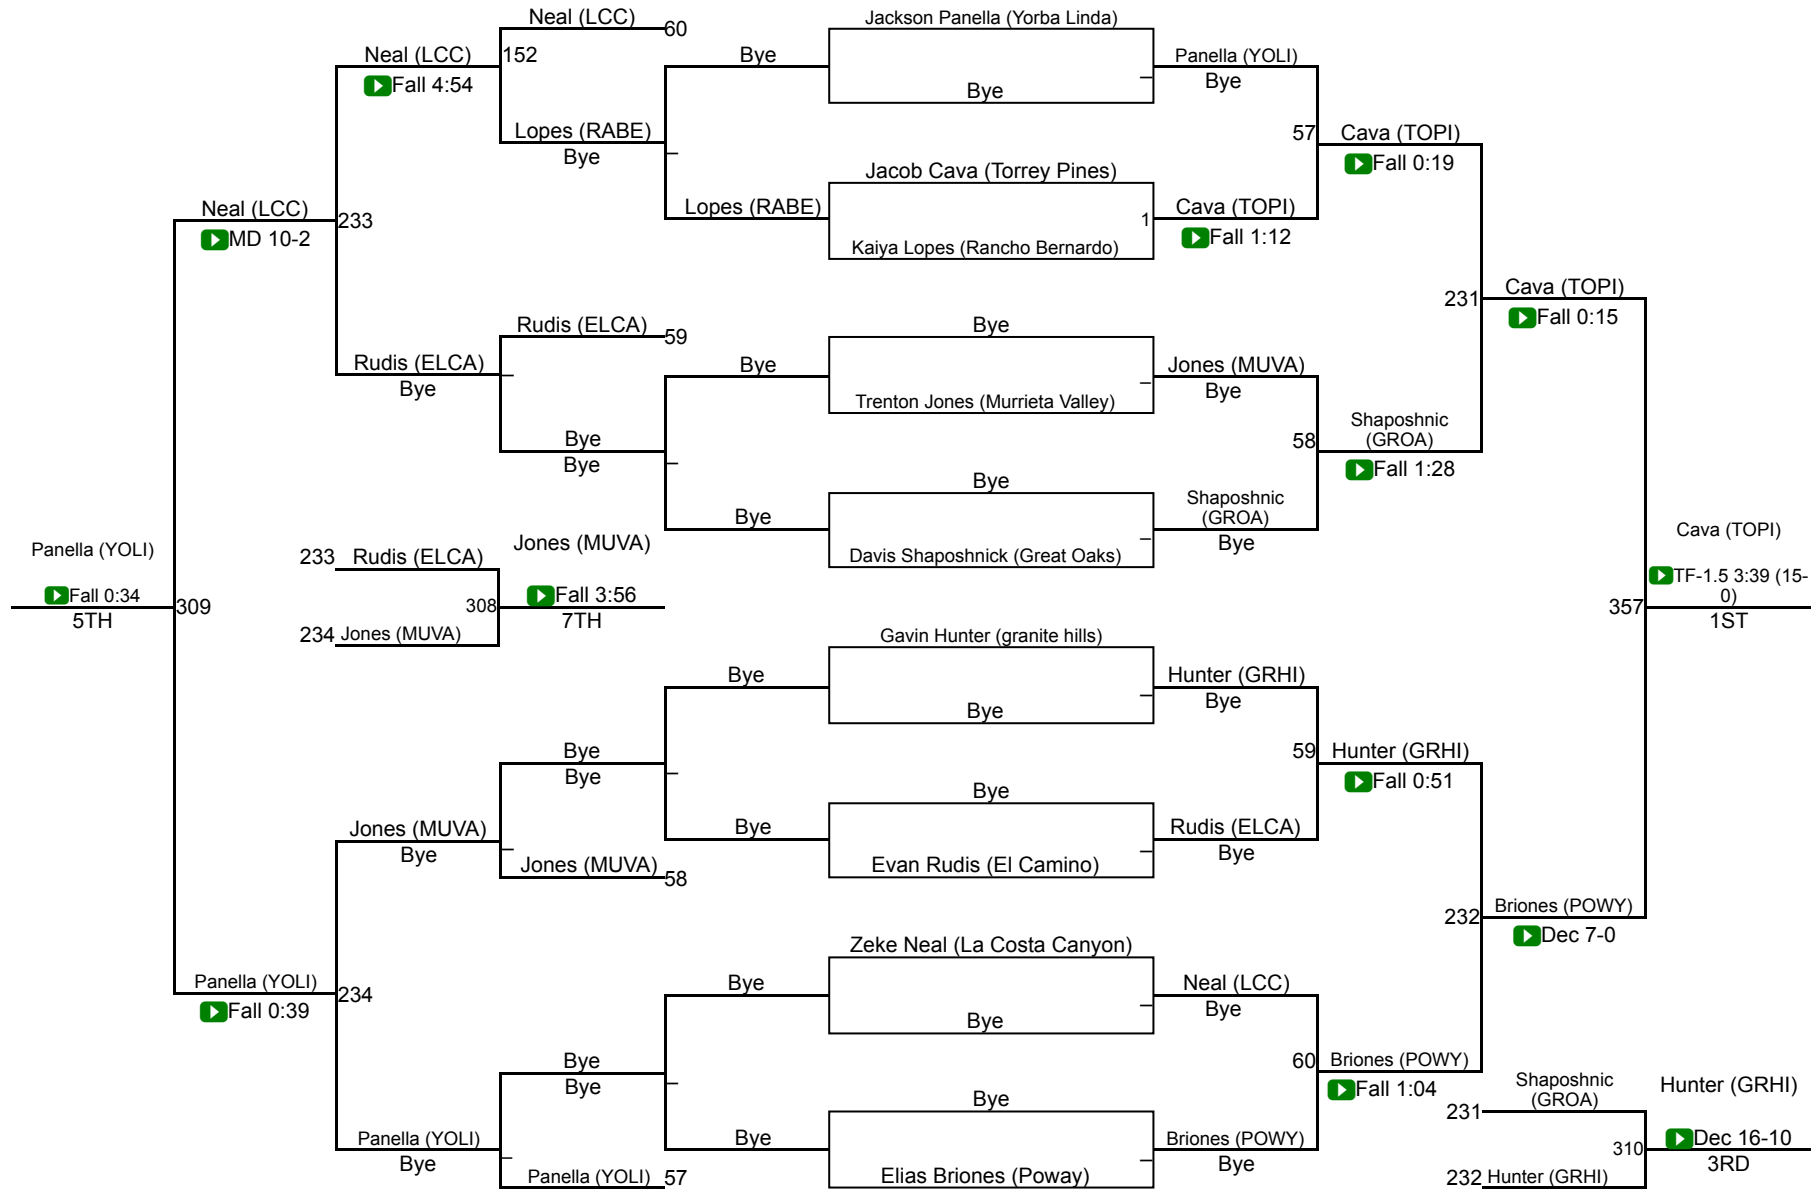 Neal (LCC)
60
Jackson Panella (Yorba Linda)
Neal (LCC)
152
Bye
Panella (YOLI)
Fall 4:54
Bye
Bye
Lopes (RABE)
57
Cava (TOPI)
Bye
Fall 0:19
Jacob Cava (Torrey Pines)
Neal (LCC)
Lopes (RABE)
Cava (TOPI)
233
1
MD 10-2
Fall 1:12
Kaiya Lopes (Rancho Bernardo)
Cava (TOPI)
231
Fall 0:15
Rudis (ELCA)
59
Bye
Rudis (ELCA)
Bye
Jones (MUVA)
Bye
Bye
Trenton Jones (Murrieta Valley)
Shaposhnic
(GROA)
Bye
58
Bye
Fall 1:28
Bye
Shaposhnic
(GROA)
Bye
Bye
Davis Shaposhnick (Great Oaks)
Panella (YOLI)
233
Rudis (ELCA)
Jones (MUVA)
Cava (TOPI)
Fall 0:34
309
308
Fall 3:56
357
TF-1.5 3:39 (15-
0)
5TH
7TH
1ST
234
Jones (MUVA)
Gavin Hunter (granite hills)
Bye
Hunter (GRHI)
Bye
Bye
Bye
59
Hunter (GRHI)
Bye
Fall 0:51
Bye
Jones (MUVA)
Bye
Rudis (ELCA)
Bye
Bye
Jones (MUVA)
58
Evan Rudis (El Camino)
232
Briones (POWY)
Dec 7-0
Zeke Neal (La Costa Canyon)
Panella (YOLI)
234
Bye
Neal (LCC)
Fall 0:39
Bye
Bye
Bye
60
Briones (POWY)
Bye
Fall 1:04
Shaposhnic
(GROA)
Hunter (GRHI)
Bye
231
Panella (YOLI)
Bye
Briones (POWY)
310
Dec 16-10
Bye
Bye
3RD
Panella (YOLI)
57
Elias Briones (Poway)
232
Hunter (GRHI)